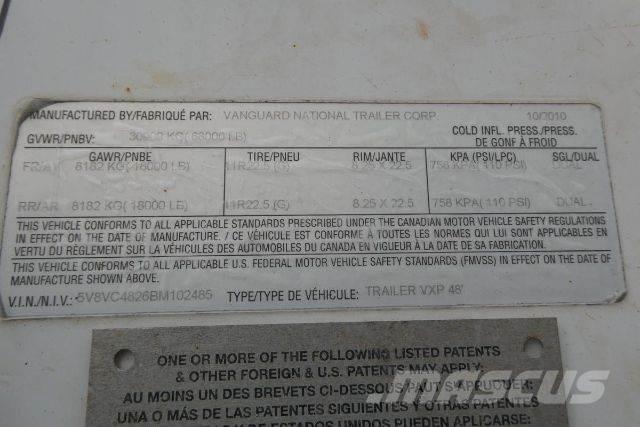 MANUFACTURED BY/FABRIQUÉ PAR: VANGUARD NATIONAL TRAILER CORP. 10/2010
GVWR/PNBV: 30900 KG( 68000 LB) COLD INFL. PRESS./PRESS. DE GONF À FROID
GAWR/PNBE TIRE/PNEU RIM/JANTE KPA (PSI/LPC) SGL/DUAL
FR/AV 8182 KG( 18000 LB) 11R22.5 (G) 8.25 X 22.5 758 KPA( 110 PSI) DUAL
RR/AR 8182 KG( 18000 LB) 11R22.5 (G) 8.25 X 22.5 758 KPA( 110 PSI) DUAL
THIS VEHICLE CONFORMS TO ALL APPLICABLE STANDARDS PRESCRIBED UNDER THE CANADIAN MOTOR VEHICLE SAFETY REGULATIONS
IN EFFECT ON THE DATE OF MANUFACTURE. / CE VÉHICULE EST CONFORME À TOUTES LES NORMES QUI LUI SONT APPLICABLES EN
VERTU DU RÈGLEMENT SUR LA SÉCURITÉ DES VÉHICULES AUTOMOBILES DU CANADA EN VIGUEUR À LA DATE DE SA FABRICATION.
THIS VEHICLE CONFORMS TO ALL APPLICABLE U.S. FEDERAL MOTOR VEHICLE SAFETY STANDARDS (FMVSS) IN EFFECT ON THE DATE OF
MANUFACTURE SHOWN ABOVE.
V.I.N./N.I.V.: 5V8VC4826BM102485 TYPE/TYPE DE VÉHICULE: TRAILER VXP 48'
ONE OR MORE OF THE FOLLOWING LISTED PATENTS
& OTHER FOREIGN & U.S. PATENTS MAY APPLY:
AU MOINS UN DES BREVETS CI-DESSOUS PAUT S'APRUQUER:
UNA O MÁS DE LAS PATENTES SIGUIENTES Y OTRAS PATENTES
DE ESTADOS UNIDOS PUEDEN APLICARSE:
Mascus